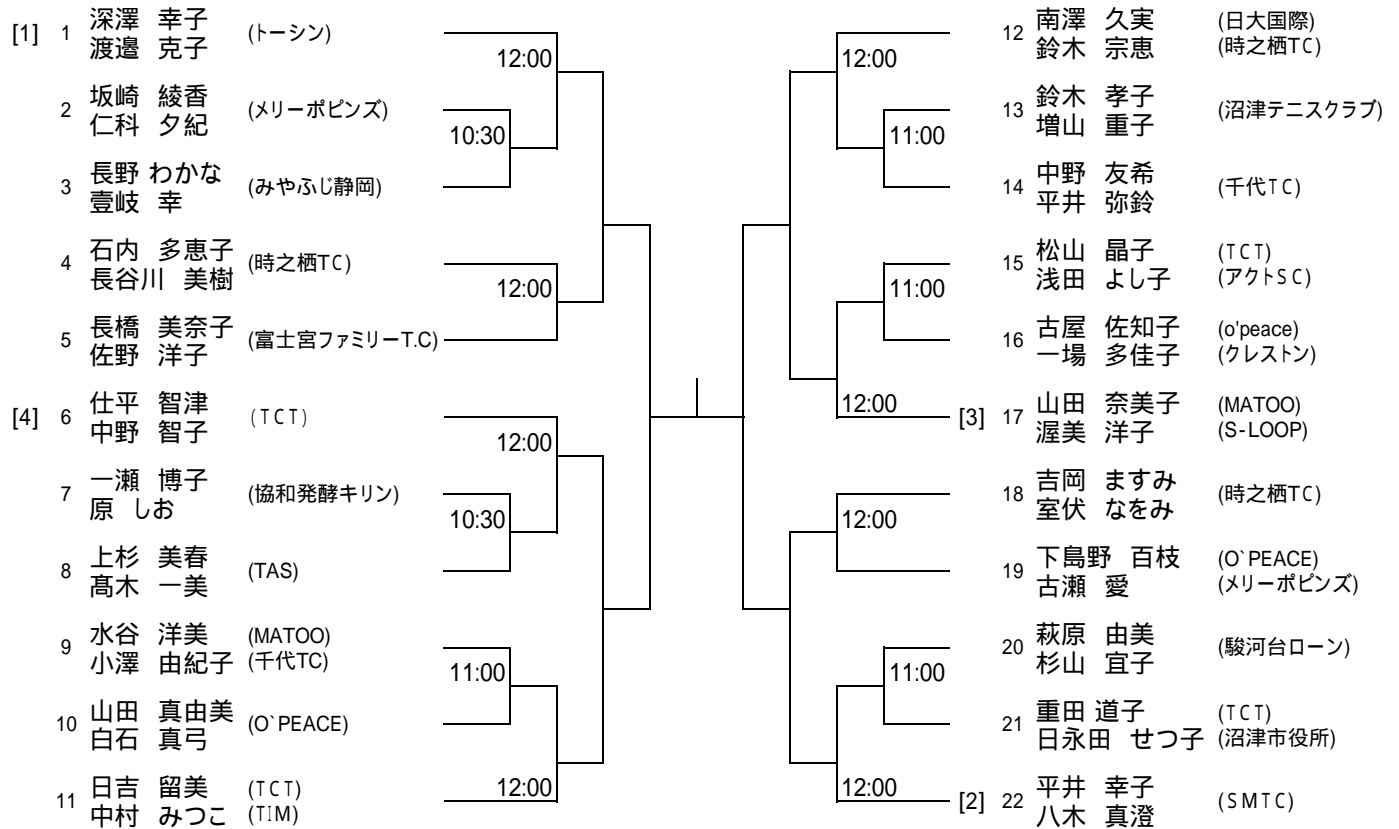 [1] 1 深澤 幸子 (トーシン)
渡邉 克子
12:00
2 坂崎 綾香 (メリーポピンズ)
仁科 夕紀
10:30
3 長野 わかな (みやふじ静岡)
壹岐 幸
4 石内 多恵子 (時之栖TC)
長谷川 美樹
12:00
5 長橋 美奈子 (富士宮ファミリーT.C)
佐野 洋子
[4] 6 仕平 智津 (TCT)
中野 智子
12:00
7 一瀬 博子 (協和発酵キリン)
原 しお
10:30
8 上杉 美春 (TAS)
髙木 一美
9 水谷 洋美 (MATOO)
小澤 由紀子 (千代TC)
11:00
10 山田 真由美 (O`PEACE)
白石 真弓
11 日吉 留美 (TCT)
中村 みつこ (TIM)
12:00
12 南澤 久実 (日大国際)
鈴木 宗恵 (時之栖TC)
12:00
13 鈴木 孝子 (沼津テニスクラブ)
増山 重子
11:00
14 中野 友希 (千代TC)
平井 弥鈴
15 松山 晶子 (TCT)
浅田 よし子 (アクトSC)
11:00
16 古屋 佐知子 (o'peace)
一場 多佳子 (クレストン)
12:00
[3] 17 山田 奈美子 (MATOO)
渥美 洋子 (S-LOOP)
18 吉岡 ますみ (時之栖TC)
室伏 なをみ
12:00
19 下島野 百枝 (O`PEACE)
古瀬 愛 (メリーポピンズ)
20 萩原 由美 (駿河台ローン)
杉山 宜子
11:00
21 重田 道子 (TCT)
日永田 せつ子 (沼津市役所)
12:00
[2] 22 平井 幸子 (SMTC)
八木 真澄